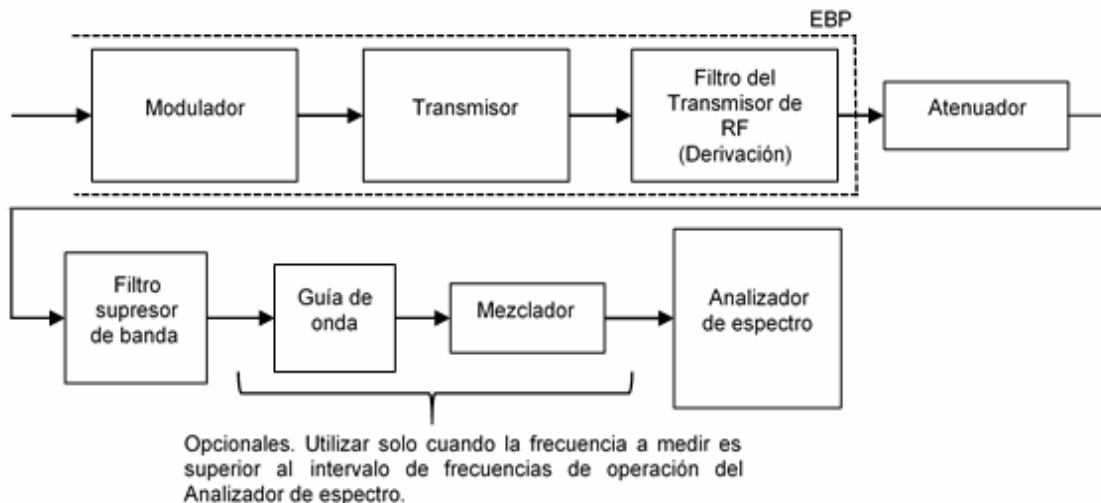 EBP
Modulador
Transmisor
Filtro del
Transmisor de
RF
(Derivación)
Atenuador
Filtro
supresor
de banda
Guía de
onda
Mezclador
Analizador
de espectro
Opcionales. Utilizar solo cuando la frecuencia a medir es
superior al intervalo de frecuencias de operación del
Analizador de espectro.